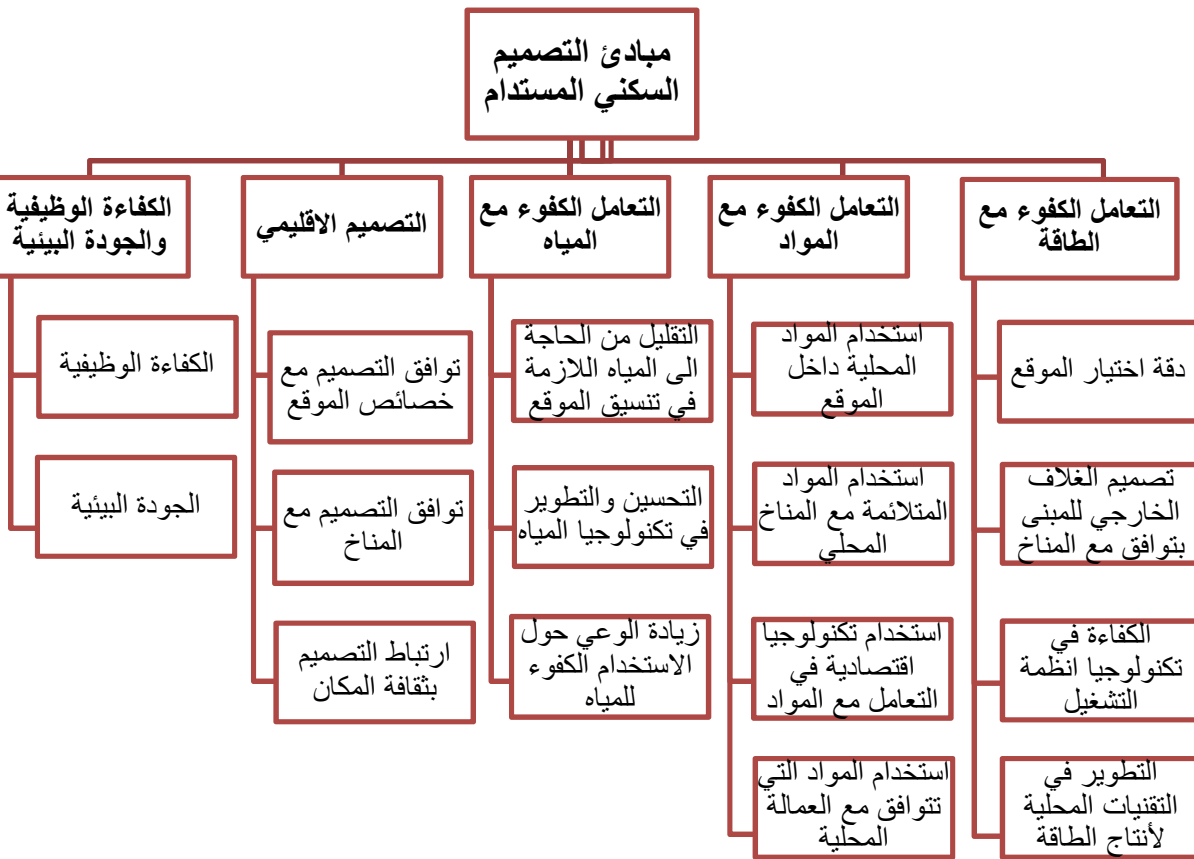 مبادئ التصميم
السكني المستدام
التعامل الكفوء مع
الطاقة
دقة اختيار الموقع
تصميم الغلاف
الخارجي للمبنى
بتوافق مع المناخ
الكفاءة في
تكنولوجيا انظمة
التشغيل
التطوير في
التقنيات المحلية
لأنتاج الطاقة
التعامل الكفوء مع
المواد
استخدام المواد
المحلية داخل
الموقع
استخدام المواد
المتلائمة مع المناخ
المحلي
استخدام تكنولوجيا
اقتصادية في
التعامل مع المواد
استخدام المواد التي
تتوافق مع العمالة
المحلية
التعامل الكفوء مع
المياه
التقليل من الحاجة
الى المياه اللازمة
في تنسيق الموقع
التحسين والتطوير
في تكنولوجيا المياه
زيادة الوعي حول
الاستخدام الكفوء
للمياه
التصميم الاقليمي
توافق التصميم مع
خصائص الموقع
توافق التصميم مع
المناخ
ارتباط التصميم
بثقافة المكان
الكفاءة الوظيفية
والجودة البيئية
الكفاءة الوظيفية
الجودة البيئية